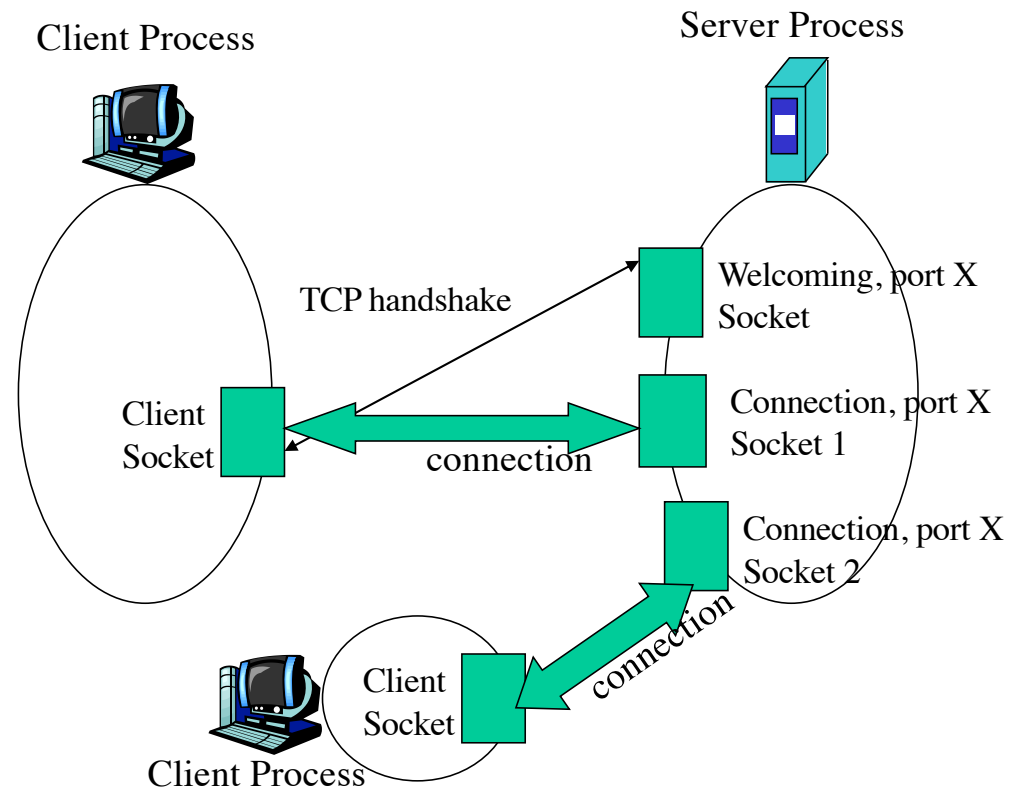 Client Process
Server Process
Welcoming, port X
Socket
TCP handshake
Client
Socket
connection
Connection, port X
Socket 1
Connection, port X
Socket 2
connection
Client
Socket
Client Process